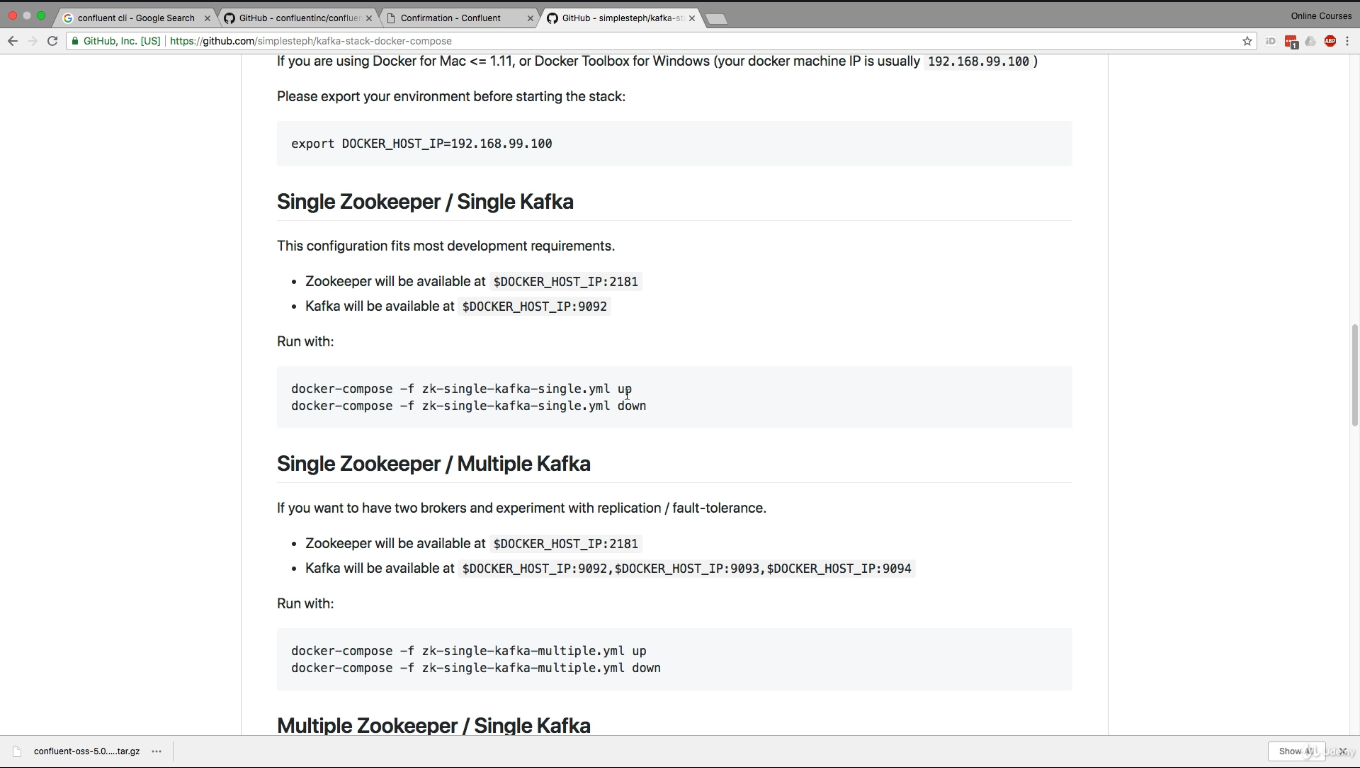 confluent cli - Google Search
GitHub - confluentinc/confluen
Confirmation - Confluent
GitHub - simplesteph/kafka-st
Online Courses
GitHub, Inc. [US] https://github.com/simplesteph/kafka-stack-docker-compose
If you are using Docker for Mac <= 1.11, or Docker Toolbox for Windows (your docker machine IP is usually 192.168.99.100 )
Please export your environment before starting the stack:
export DOCKER_HOST_IP=192.168.99.100
Single Zookeeper / Single Kafka
This configuration fits most development requirements.
• Zookeeper will be available at $DOCKER_HOST_IP:2181
• Kafka will be available at $DOCKER_HOST_IP:9092
Run with:
docker-compose -f zk-single-kafka-single.yml up
docker-compose -f zk-single-kafka-single.yml down
Single Zookeeper / Multiple Kafka
If you want to have two brokers and experiment with replication / fault-tolerance.
• Zookeeper will be available at $DOCKER_HOST_IP:2181
• Kafka will be available at $DOCKER_HOST_IP:9092,$DOCKER_HOST_IP:9093,$DOCKER_HOST_IP:9094
Run with:
docker-compose -f zk-single-kafka-multiple.yml up
docker-compose -f zk-single-kafka-multiple.yml down
Multiple Zookeeper / Single Kafka
confluent-oss-5.0.....tar.gz
Show